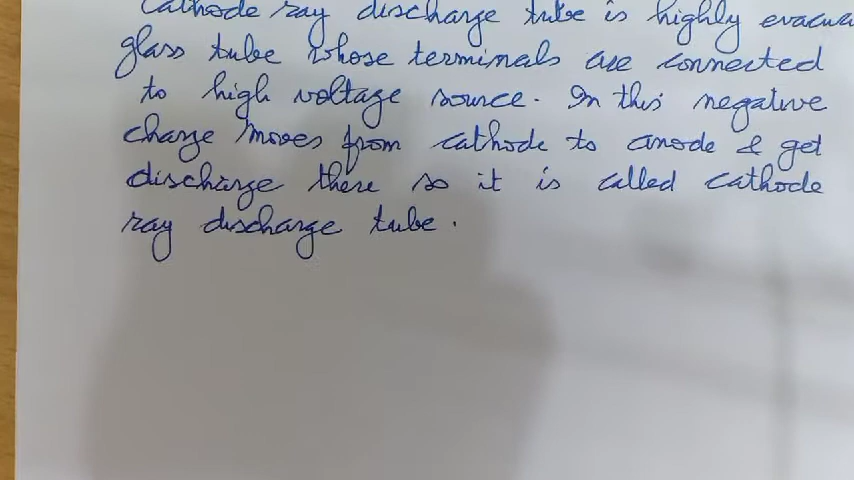 Cathode ray discharge tube is highly evacua
glass tube whose terminals are connected
to high voltage source. In this negative
charge moves from cathode to anode & get
discharge there so it is called cathode
ray discharge tube.